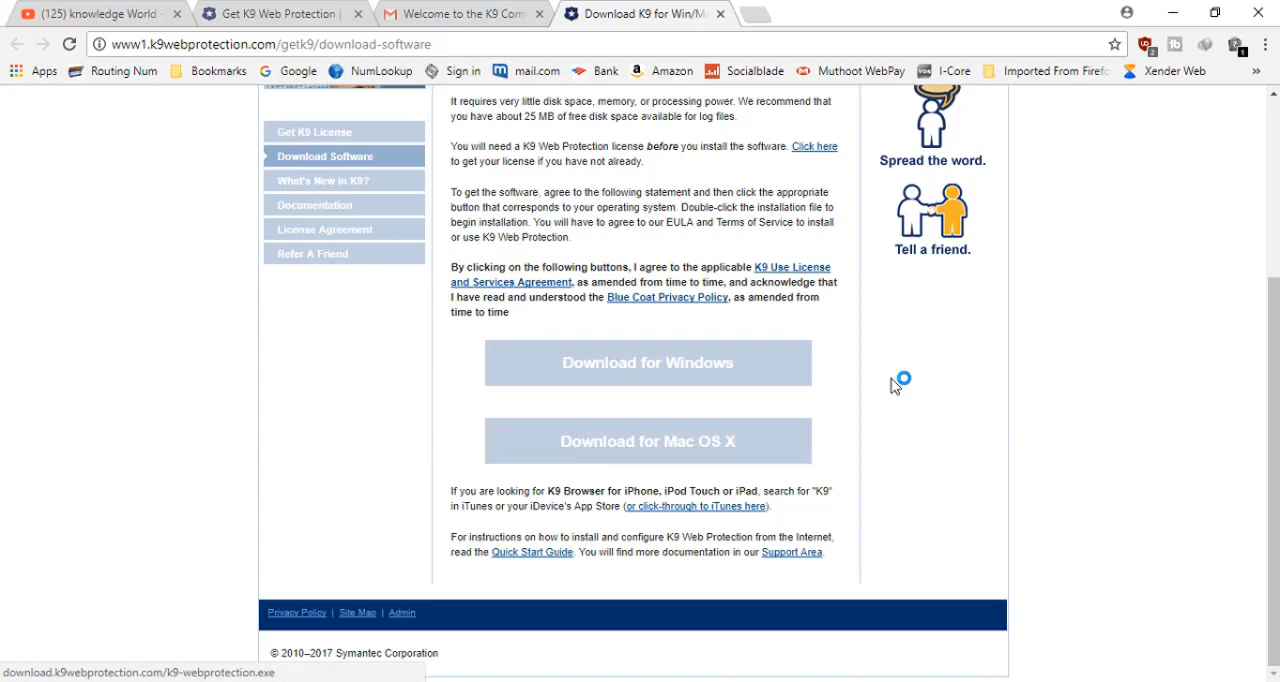 (125) knowledge World -
Get K9 Web Protection |
Welcome to the K9 Com
Download K9 for Win/M
www1.k9webprotection.com/getk9/download-software
Apps
Routing Num
Bookmarks
Google
NumLookup
Sign in
mail.com
Bank
Amazon
Socialblade
Muthoot WebPay
I-Core
Imported From Firefo
Xender Web
»
It requires very little disk space, memory, or processing power. We recommend that
you have about 25 MB of free disk space available for log files.
Get K9 License
Download Software
What's New in K9?
Documentation
License Agreement
Refer A Friend
You will need a K9 Web Protection license before you install the software. Click here
to get your license if you have not already.
To get the software, agree to the following statement and then click the appropriate
button that corresponds to your operating system. Double-click the installation file to
begin installation. You will have to agree to our EULA and Terms of Service to install
or use K9 Web Protection.
By clicking on the following buttons, I agree to the applicable K9 Use License
and Services Agreement, as amended from time to time, and acknowledge that
I have read and understood the Blue Coat Privacy Policy, as amended from
time to time
Download for Windows
Download for Mac OS X
If you are looking for K9 Browser for iPhone, iPod Touch or iPad, search for "K9"
in iTunes or your iDevice's App Store (or click-through to iTunes here).
For instructions on how to install and configure K9 Web Protection from the Internet,
read the Quick Start Guide. You will find more documentation in our Support Area.
Spread the word.
Tell a friend.
Privacy Policy | Site Map | Admin
© 2010–2017 Symantec Corporation
download.k9webprotection.com/k9-webprotection.exe